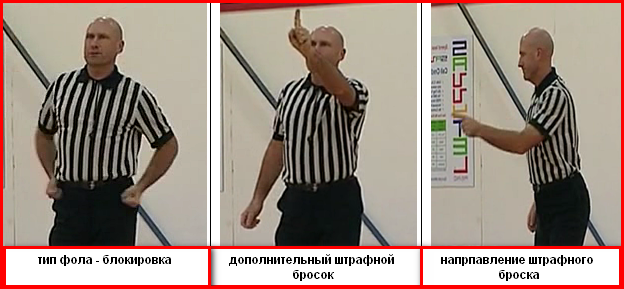 тип фола - блокировка
дополнительный штрафной
бросок
напрпавление штрафного
броска